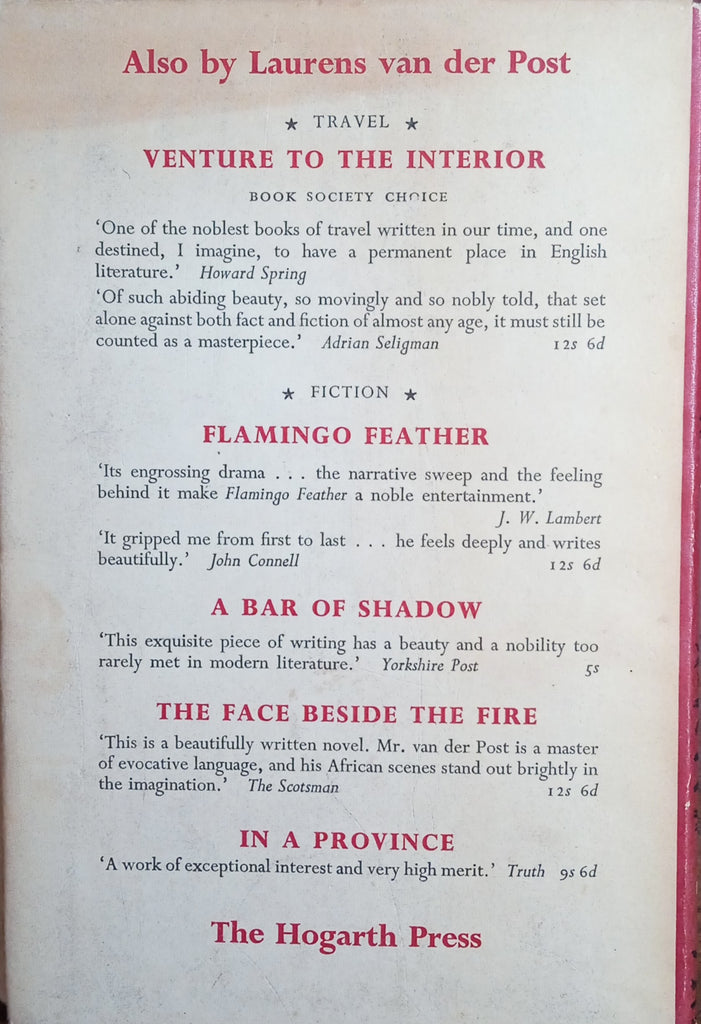 Also by Laurens van der Post
★ TRAVEL ★
VENTURE TO THE INTERIOR
BOOK SOCIETY CHOICE
‘One of the noblest books of travel written in our time, and one
destined, I imagine, to have a permanent place in English
literature.’ Howard Spring
‘Of such abiding beauty, so movingly and so nobly told, that set
alone against both fact and fiction of almost any age, it must still be
counted as a masterpiece.’ Adrian Seligman 12s 6d
★ FICTION ★
FLAMINGO FEATHER
‘Its engrossing drama . . . the narrative sweep and the feeling
behind it make Flamingo Feather a noble entertainment.’
J. W. Lambert
‘It gripped me from first to last . . . he feels deeply and writes
beautifully.’ John Connell 12s 6d
A BAR OF SHADOW
‘This exquisite piece of writing has a beauty and a nobility too
rarely met in modern literature.’ Yorkshire Post 5s
THE FACE BESIDE THE FIRE
‘This is a beautifully written novel. Mr. van der Post is a master
of evocative language, and his African scenes stand out brightly in
the imagination.’ The Scotsman 12s 6d
IN A PROVINCE
‘A work of exceptional interest and very high merit.’ Truth 9s 6d
The Hogarth Press